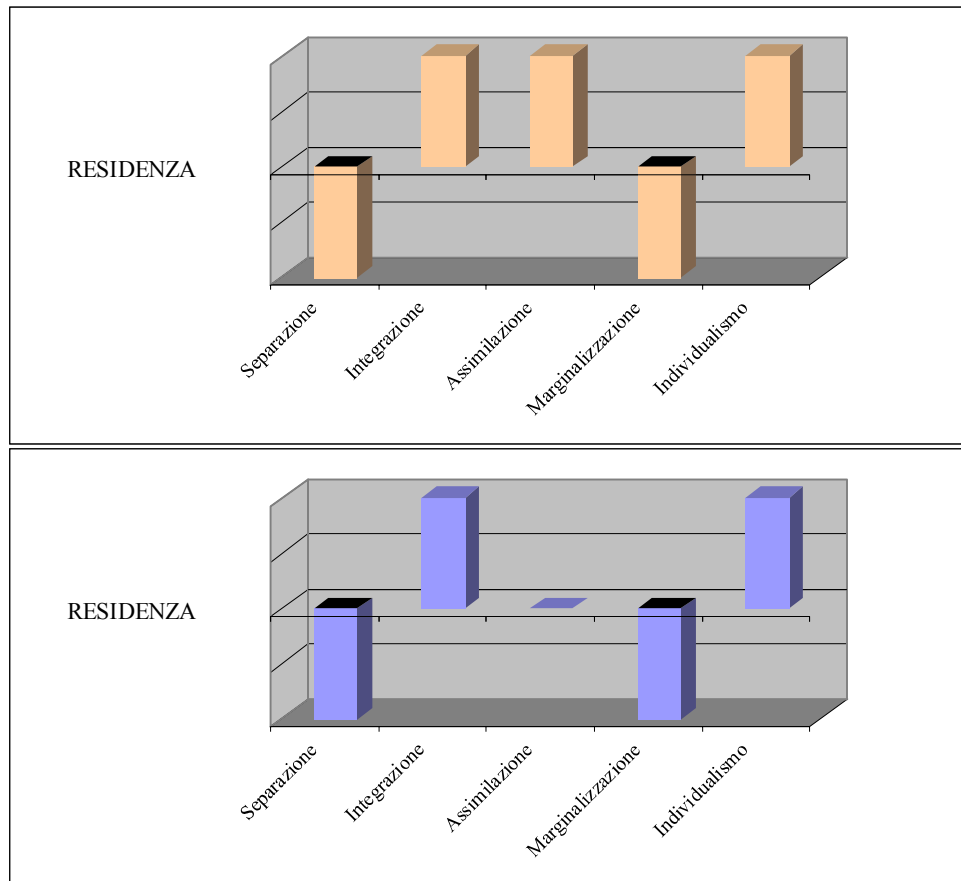 RESIDENZA
Separazione
Integrazione
Assimilazione
Marginalizzazione
Individualismo
RESIDENZA
Separazione
Integrazione
Assimilazione
Marginalizzazione
Individualismo